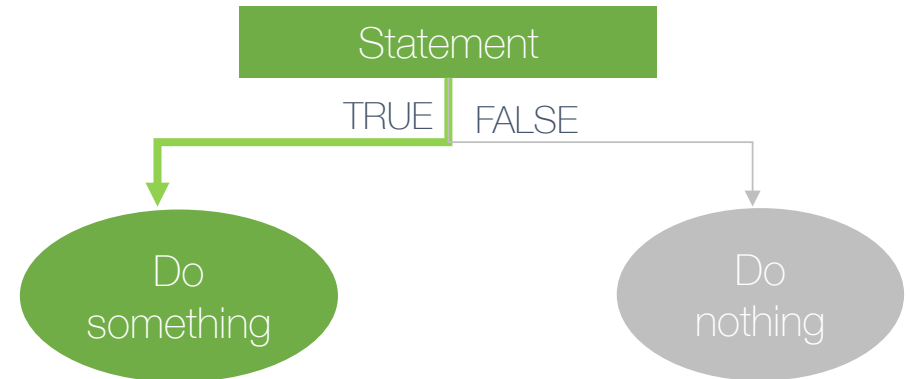 Statement
TRUE
FALSE
Do
something
Do
nothing